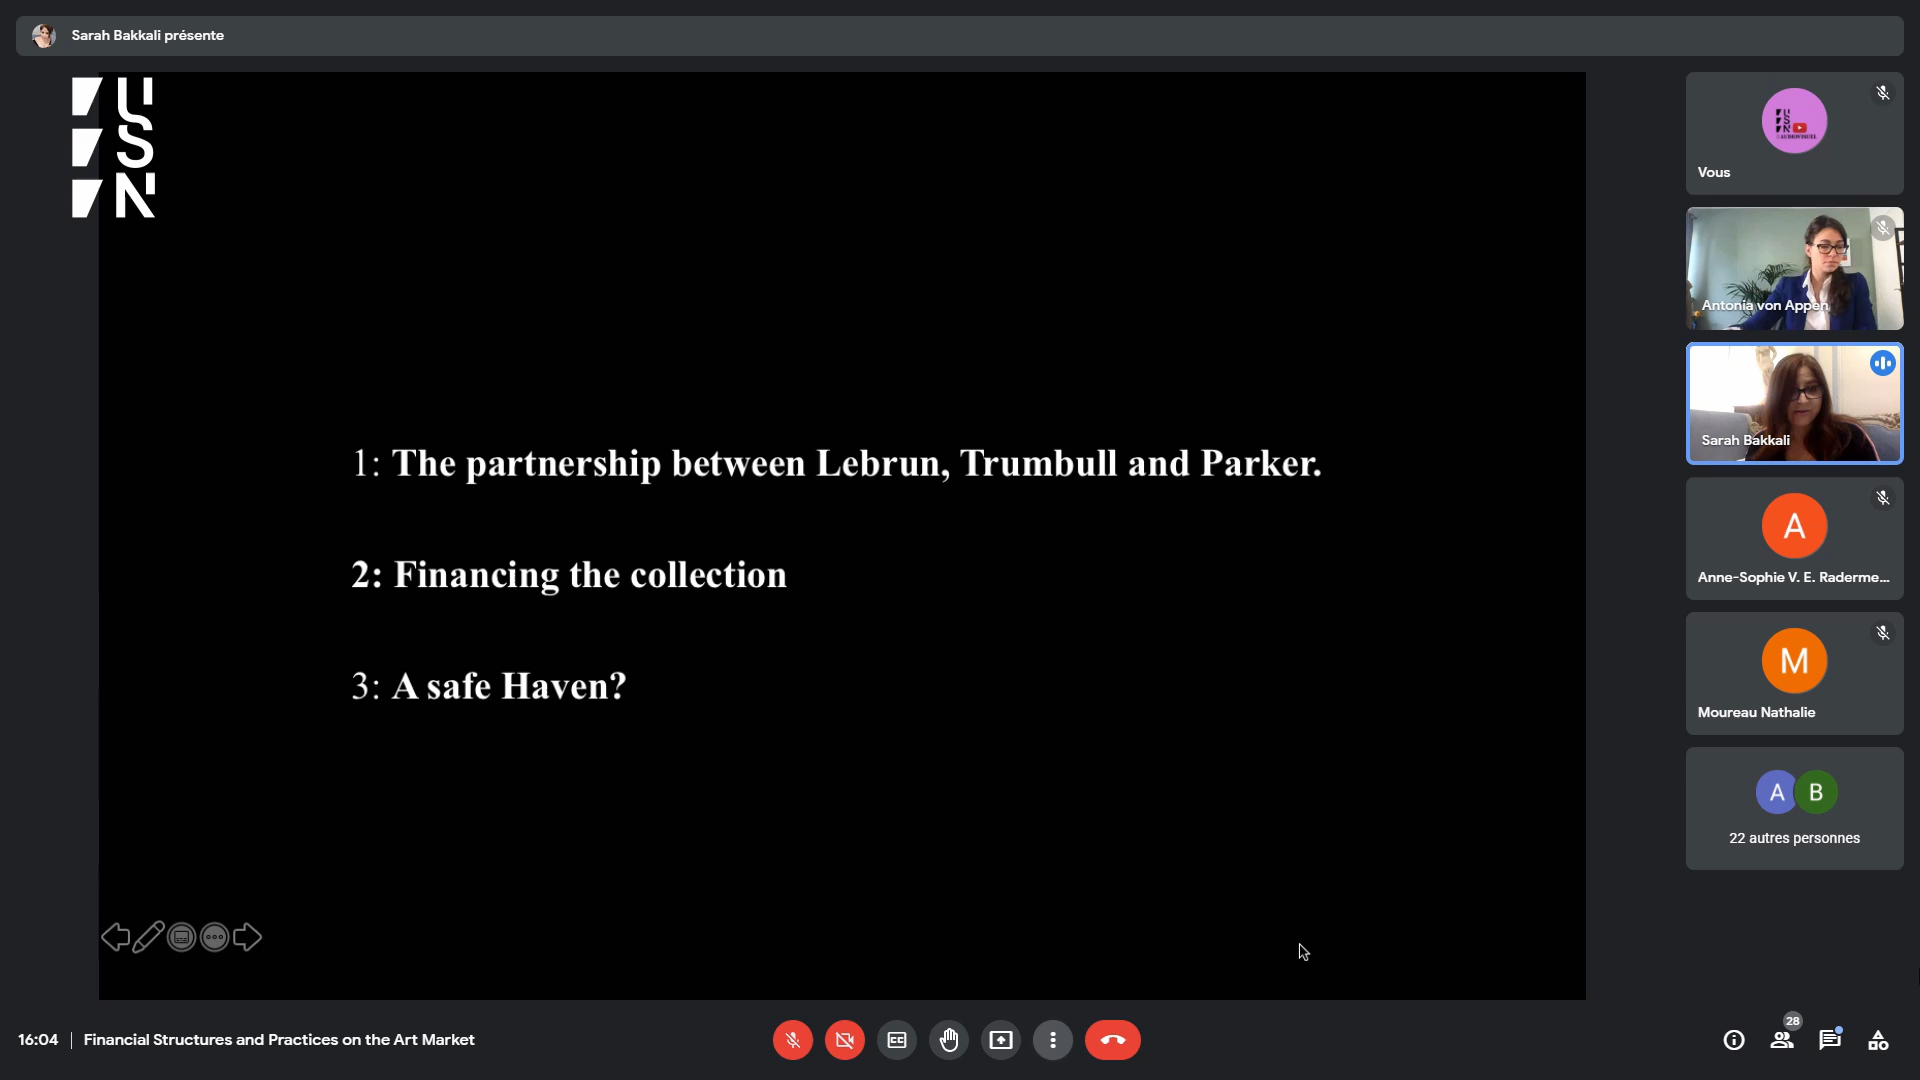 Sarah Bakkali présente
U
S
N
1: The partnership between Lebrun, Trumbull and Parker.
2: Financing the collection
3: A safe Haven?
Vous
Antonia von Appen
Sarah Bakkali
A
Anne-Sophie V. E. Raderme...
M
Moureau Nathalie
A B
22 autres personnes
16:04 | Financial Structures and Practices on the Art Market
CC
28